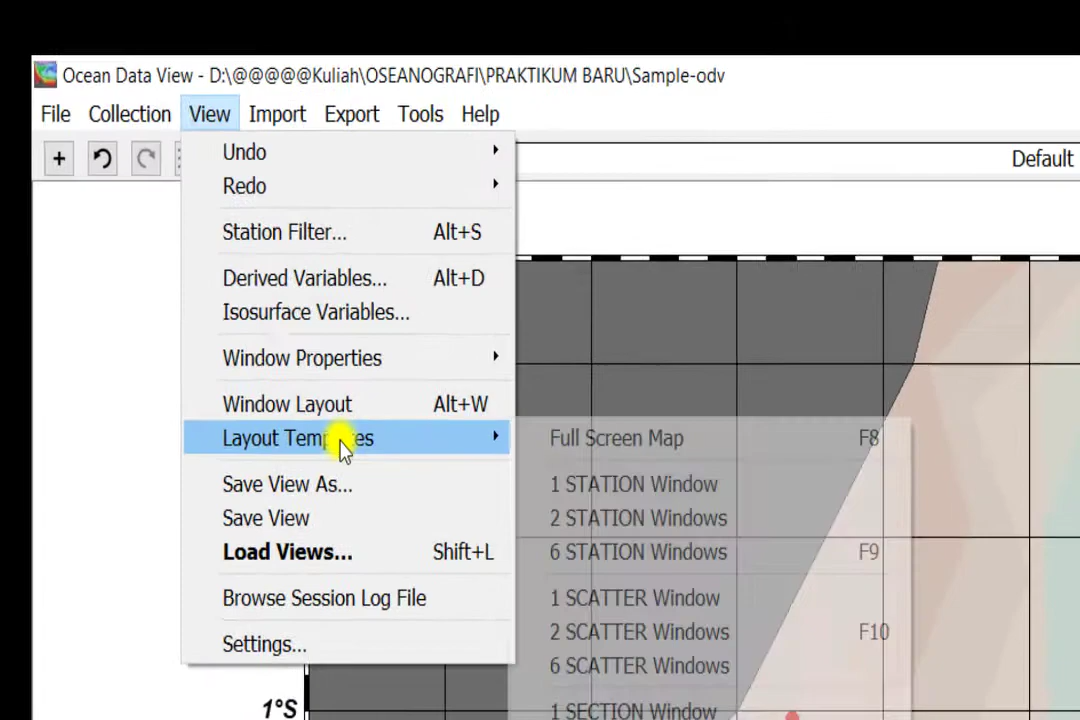 Ocean Data View - D:\@@@@@Kuliah\OSEANOGRAFI\PRAKTIKUM BARU\Sample-odv
File Collection View Import Export Tools Help
+ Default
Undo
Redo
Station Filter... Alt+S
Derived Variables... Alt+D
Isosurface Variables...
Window Properties
Window Layout Alt+W
Layout Templates
Full Screen Map F8
Save View As...
1 STATION Window
Save View
2 STATION Windows
Load Views... Shift+L
6 STATION Windows F9
Browse Session Log File
1 SCATTER Window
Settings...
2 SCATTER Windows F10
6 SCATTER Windows
1°S
1 SECTION Window